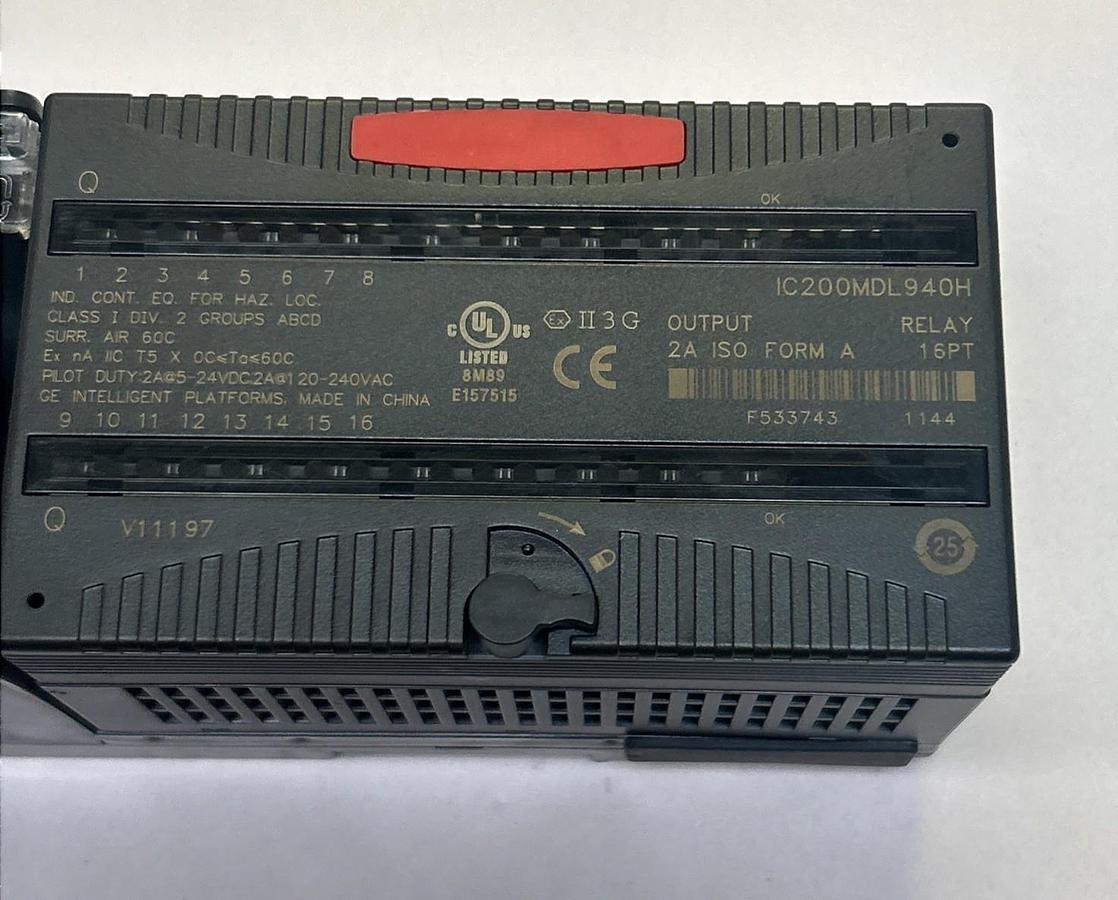 Q
OK
1 2 3 4 5 6 7 8
IC200MDL940H
IND. CONT. EQ. FOR HAZ. LOC.
CLASS I DIV. 2 GROUPS ABCD
SURR. AIR 60C
Ex nA IIC T5 X 0C≤Ta≤60C
PILOT DUTY:2A@5-24VDC,2A@120-240VAC
GE INTELLIGENT PLATFORMS. MADE IN CHINA
C UL US
LISTED
8M89
E157515
Ex II 3 G
CE
OUTPUT RELAY
2A ISO FORM A 16PT
F533743 1144
9 10 11 12 13 14 15 16
OK
Q V11197
25